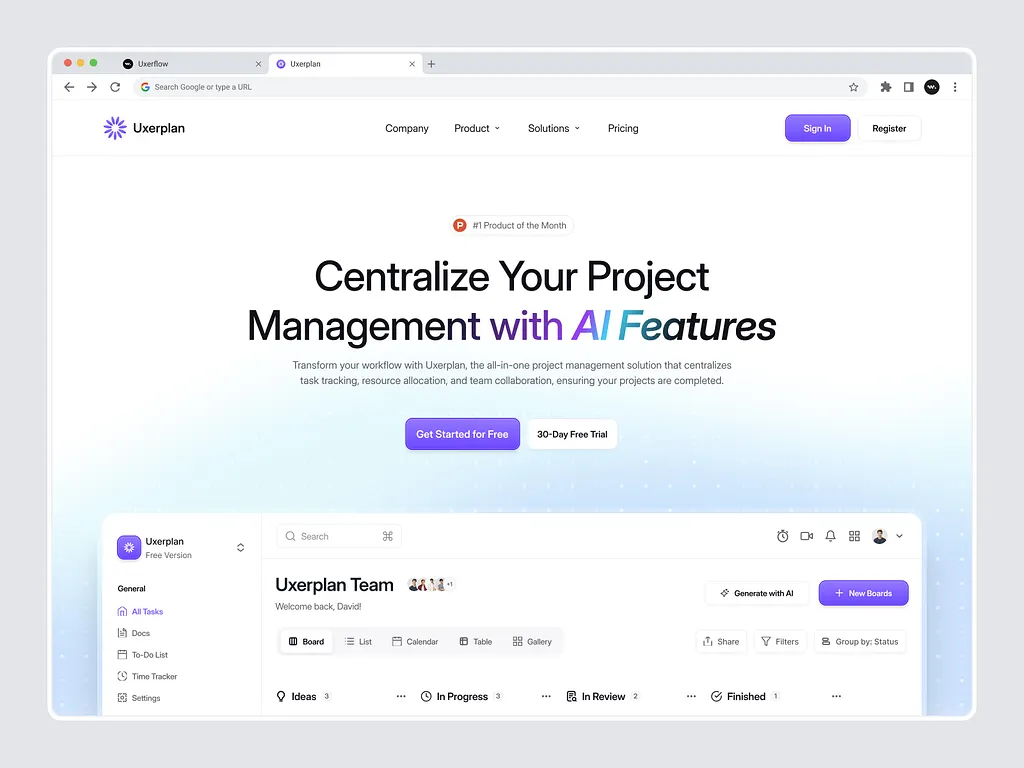 Uxerflow
Uxerplan
Search Google or type a URL
Uxerplan
Company
Product
Solutions
Pricing
Sign In
Register
#1 Product of the Month
Centralize Your Project
Management with AI Features
Transform your workflow with Uxerplan, the all-in-one project management solution that centralizes
task tracking, resource allocation, and team collaboration, ensuring your projects are completed.
Get Started for Free
30-Day Free Trial
Uxerplan
Free Version
General
All Tasks
Docs
To-Do List
Time Tracker
Settings
Search
Uxerplan Team
+1
Welcome back, David!
Generate with AI
New Boards
Board
List
Calendar
Table
Gallery
Share
Filters
Group by: Status
Ideas 3
In Progress 3
In Review 2
Finished 1